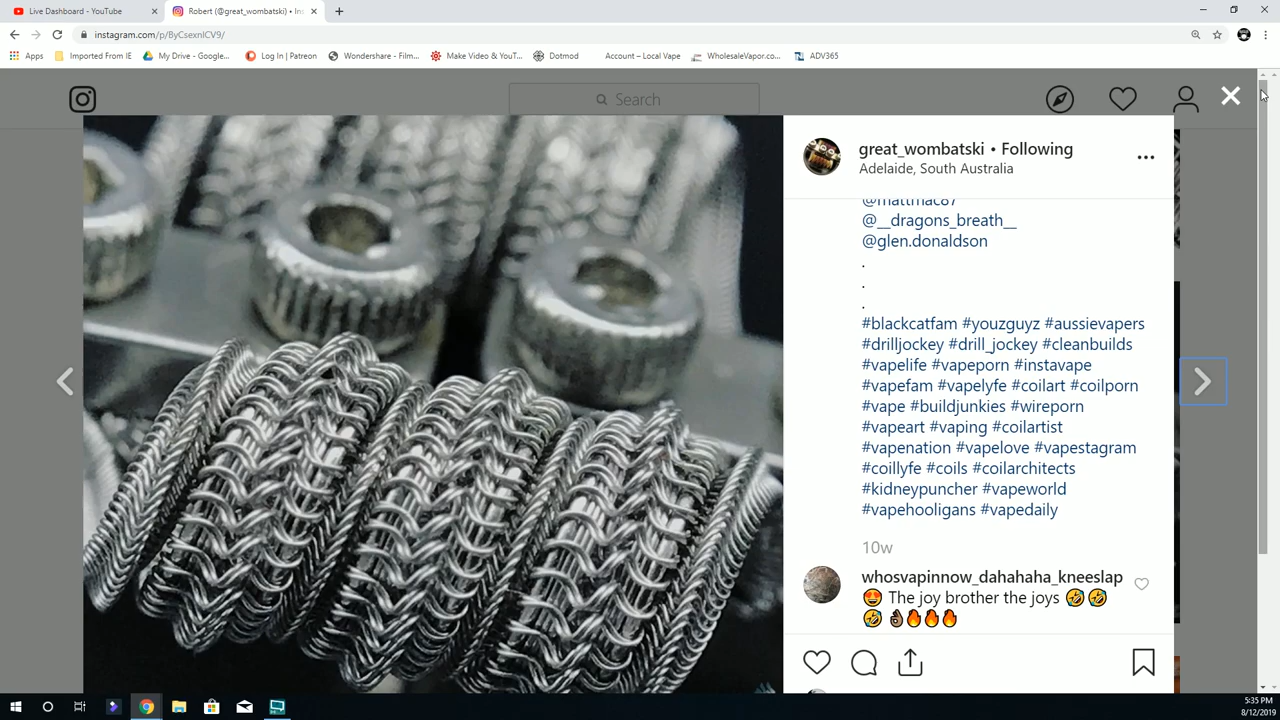 Live Dashboard - YouTube
Robert (@great_wombatski) • Ins
instagram.com/p/ByCsexnICV9/
Apps
Imported From IE
My Drive - Google...
Log In | Patreon
Wondershare - Film...
Make Video & YouT...
Dotmod
Account – Local Vape
WholesaleVapor.co...
ADV365
Search
great_wombatski • Following
Adelaide, South Australia
@mattmac87
@__dragons_breath__
@glen.donaldson
.
.
.
#blackcatfam #youzguyz #aussievapers
#drilljockey #drill_jockey #cleanbuilds
#vapelife #vapeporn #instavape
#vapefam #vapelyfe #coilart #coilporn
#vape #buildjunkies #wireporn
#vapeart #vaping #coilartist
#vapenation #vapelove #vapestagram
#coillyfe #coils #coilarchitects
#kidneypuncher #vapeworld
#vapehooligans #vapedaily
10w
whosvapinnow_dahahaha_kneeslap
🤩 The joy brother the joys 🤣🤣
🤣 👌🏾🔥🔥🔥
5:35 PM
8/12/2019